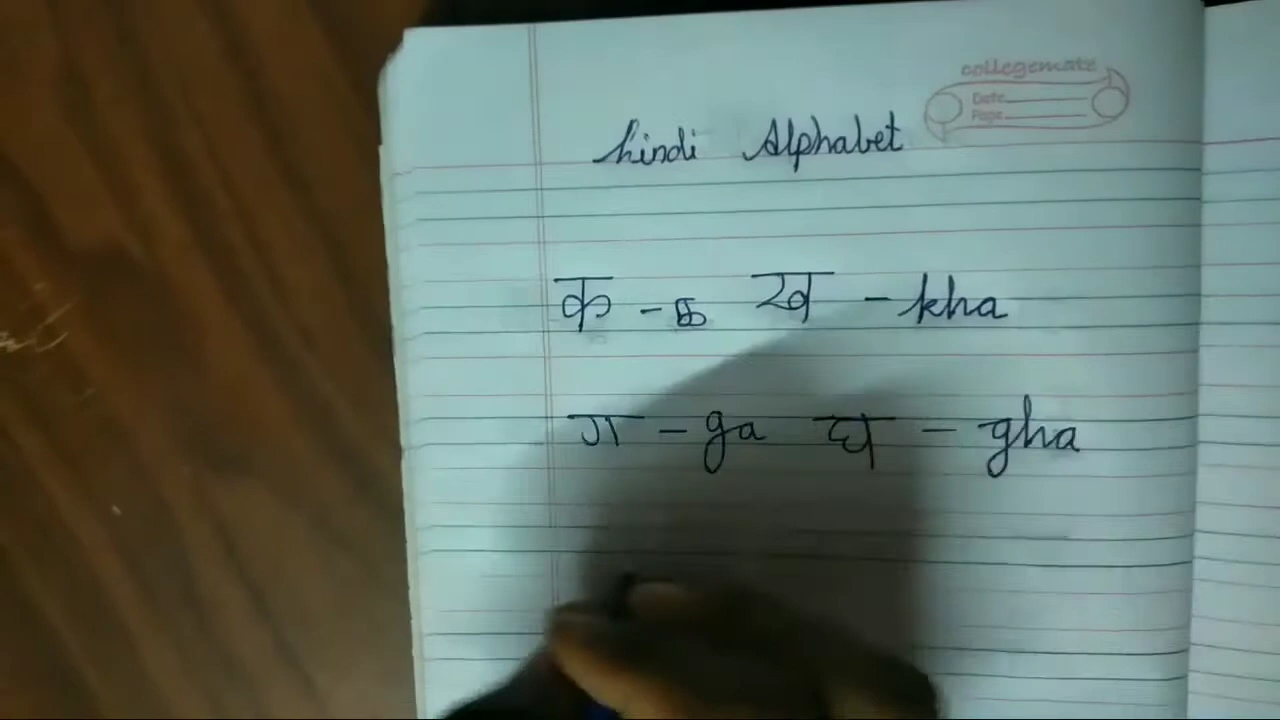 collegemate
Date
Page
hindi Alphabet
क - ख - kha
ग - ga घ - gha